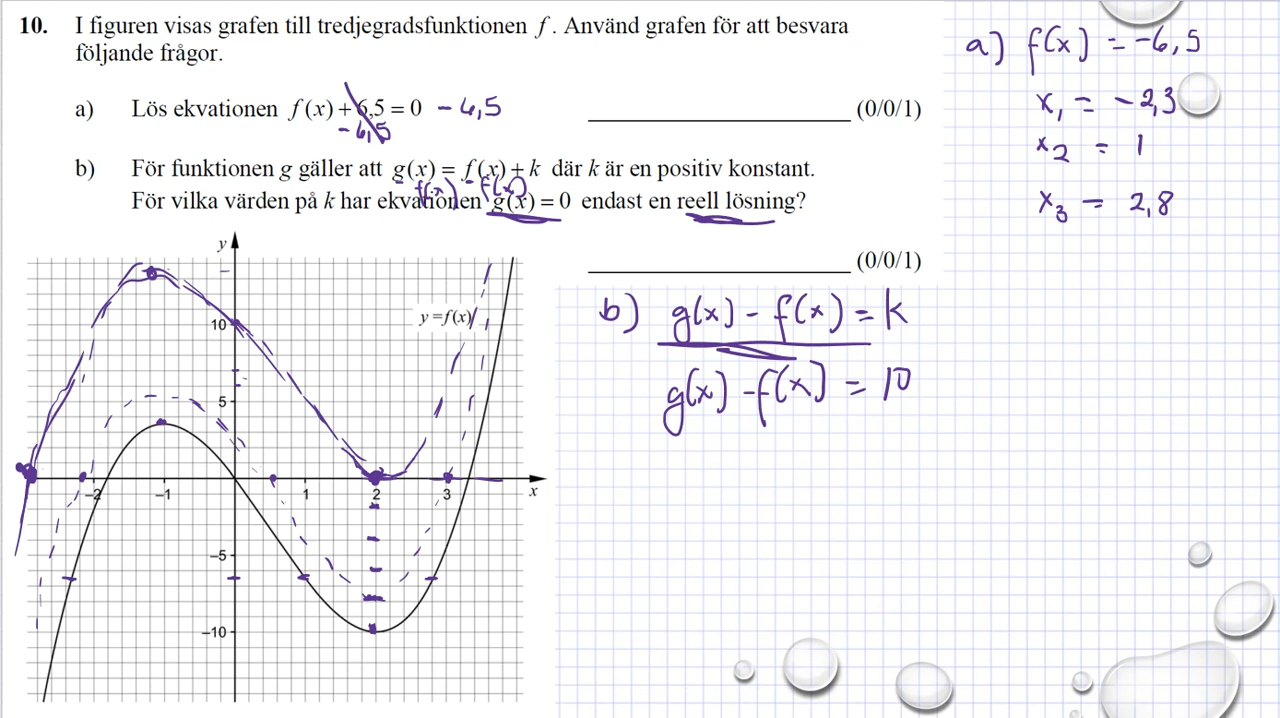 10. I figuren visas grafen till tredjegradsfunktionen f. Använd grafen för att besvara
följande frågor.
a) Lös ekvationen f(x)+6,5=0 -6,5 (0/0/1)
-6,5
b) För funktionen g gäller att g(x) = f(x)+k där k är en positiv konstant.
-f(x) -f(x)
För vilka värden på k har ekvationen g(x)=0 endast en reell lösning?
(0/0/1)
y
10
5
-2 -1 1 2 3 x
-5
-10
y=f(x)
a) f(x) = -6,5
x₁ = -2,3
x₂ = 1
x₃ = 2,8
b) g(x) - f(x) = k
g(x) - f(x) = 10